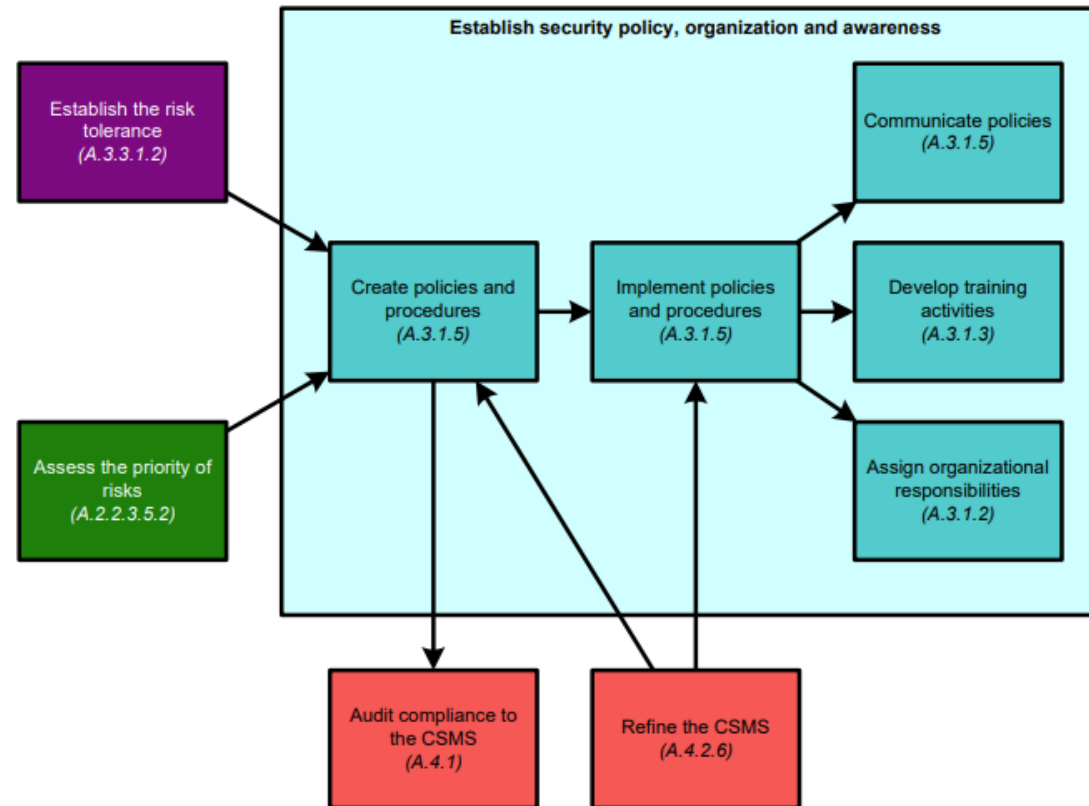 Establish security policy, organization and awareness
Establish the risk
tolerance
(A.3.3.1.2)
Communicate policies
(A.3.1.5)
Create policies and
procedures
(A.3.1.5)
Implement policies
and procedures
(A.3.1.5)
Develop training
activities
(A.3.1.3)
Assess the priority of
risks
(A.2.2.3.5.2)
Assign organizational
responsibilities
(A.3.1.2)
Audit compliance to
the CSMS
(A.4.1)
Refine the CSMS
(A.4.2.6)